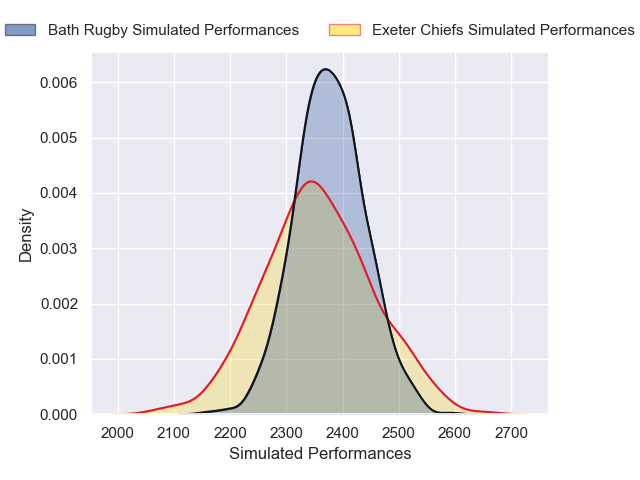 Bath Rugby Simulated Performances Exeter Chiefs Simulated Performances
0.006
0.005
0.004
0.003
0.002
0.001
0.000
Density
2000 2100 2200 2300 2400 2500 2600 2700
Simulated Performances